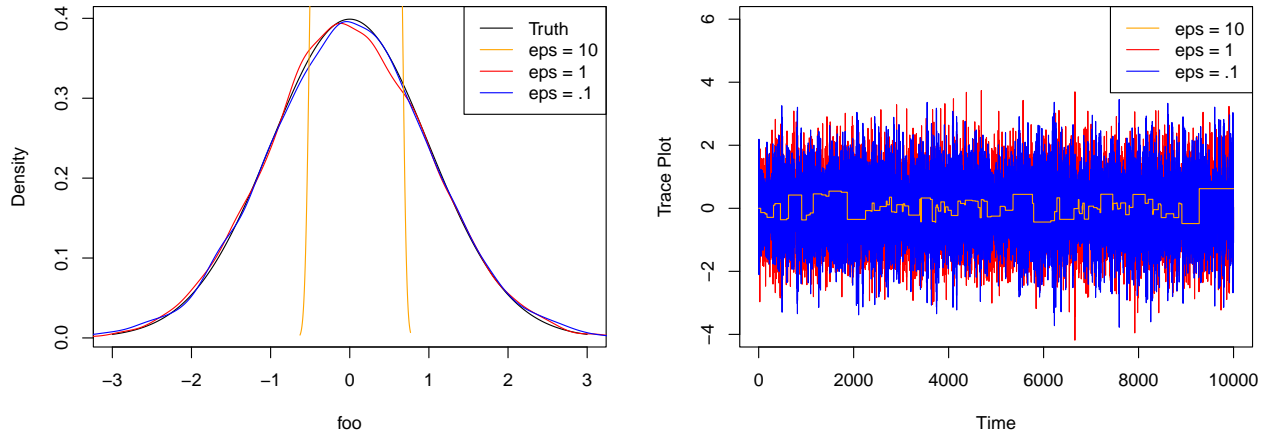 Density
0.0
0.1
0.2
0.3
0.4
Truth
eps = 10
eps = 1
eps = .1
−3
−2
−1
0
1
2
3
foo
Trace Plot
−4
−2
0
2
4
6
eps = 10
eps = 1
eps = .1
0
2000
4000
6000
8000
10000
Time